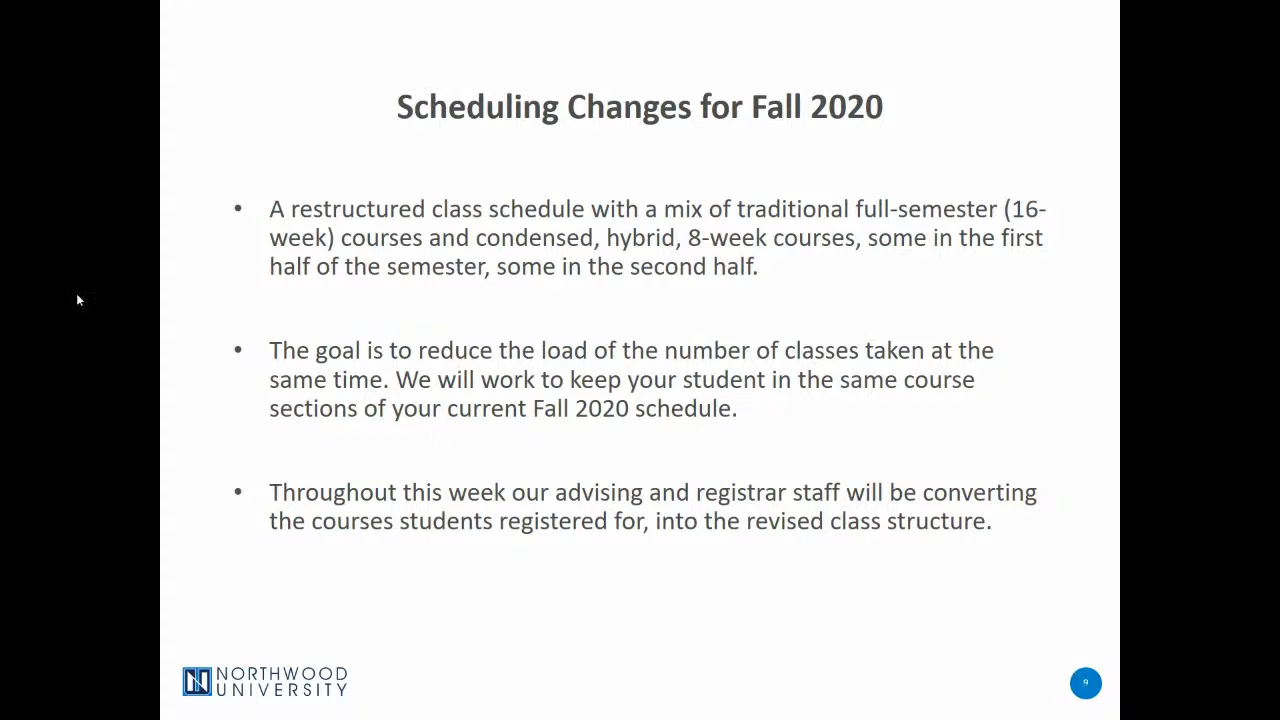 Scheduling Changes for Fall 2020
• A restructured class schedule with a mix of traditional full-semester (16-
week) courses and condensed, hybrid, 8-week courses, some in the first
half of the semester, some in the second half.
• The goal is to reduce the load of the number of classes taken at the
same time. We will work to keep your student in the same course
sections of your current Fall 2020 schedule.
• Throughout this week our advising and registrar staff will be converting
the courses students registered for, into the revised class structure.
NORTHWOOD
UNIVERSITY
9